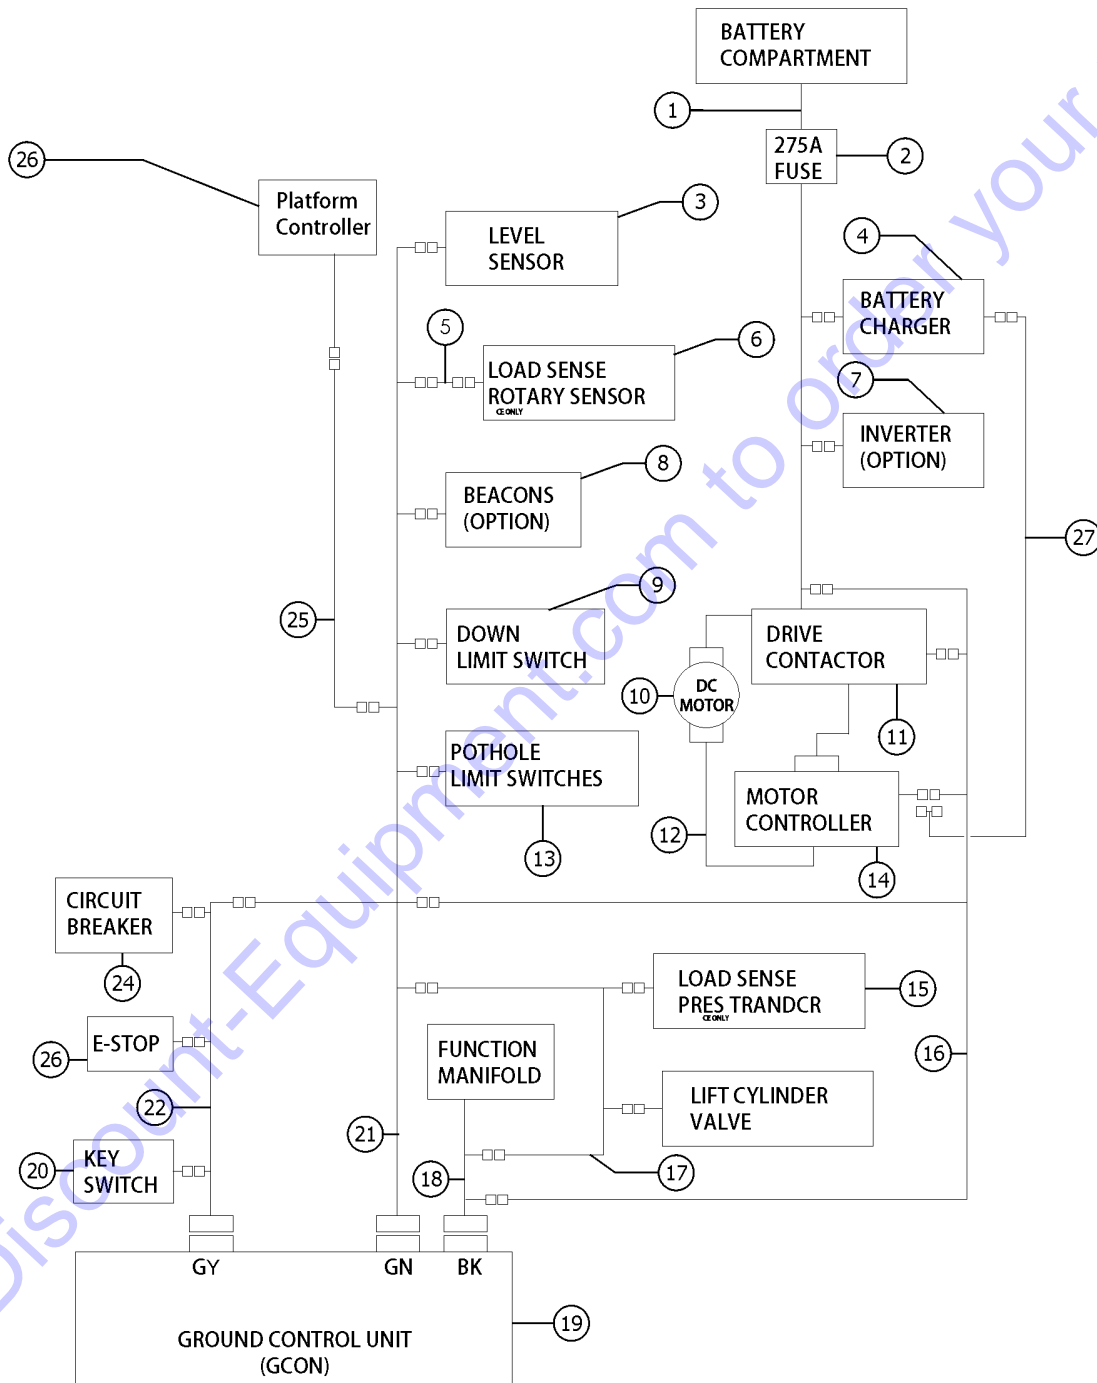 BATTERY
COMPARTMENT
1
275A
FUSE
2
26
Platform
Controller
3
LEVEL
SENSOR
4
BATTERY
CHARGER
5
6
LOAD SENSE
ROTARY SENSOR
CE ONLY
7
INVERTER
(OPTION)
8
BEACONS
(OPTION)
27
9
DOWN
LIMIT SWITCH
25
DRIVE
CONTACTOR
10
DC
MOTOR
11
POTHOLE
LIMIT SWITCHES
13
MOTOR
CONTROLLER
12
14
CIRCUIT
BREAKER
24
LOAD SENSE
PRES TRANDCR
CE ONLY
15
E-STOP
26
FUNCTION
MANIFOLD
16
22
LIFT CYLINDER
VALVE
21
20
KEY
SWITCH
18
17
GY
GN
BK
19
GROUND CONTROL UNIT
(GCON)
Discount-Equipment.com to order your